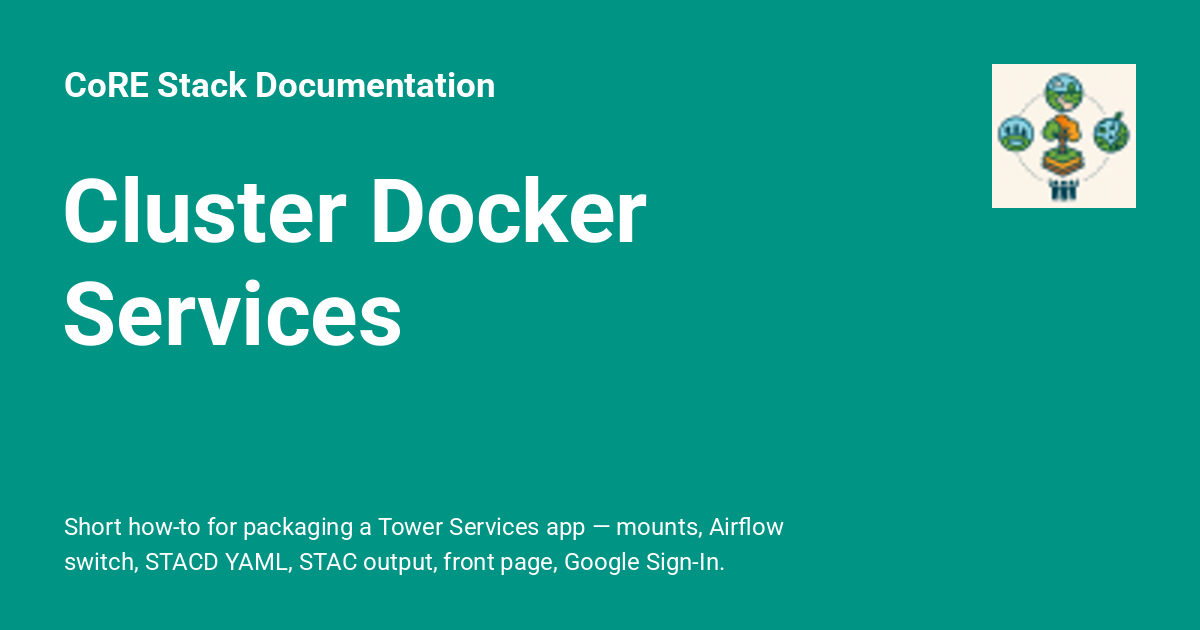 CoRE Stack Documentation
Cluster Docker
Services
Short how-to for packaging a Tower Services app — mounts, Airflow
switch, STACD YAML, STAC output, front page, Google Sign-In.